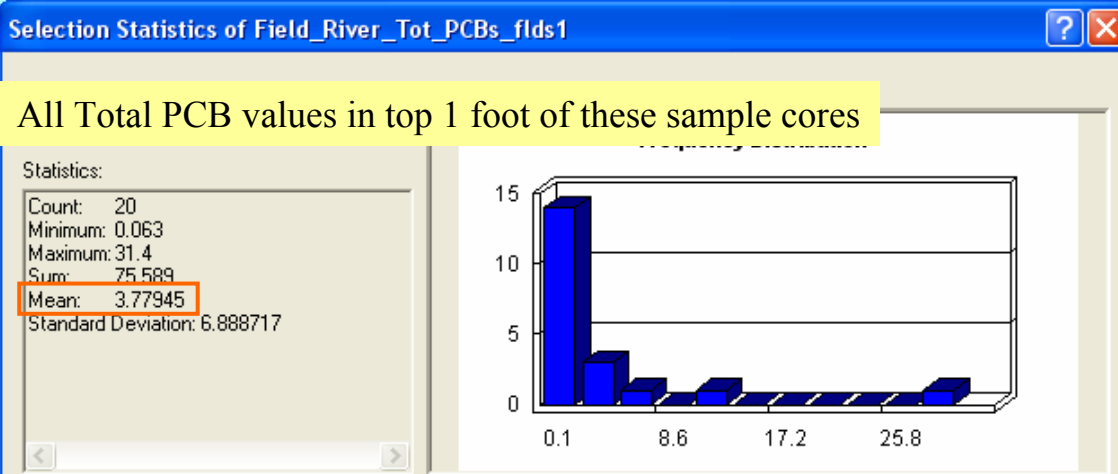 Selection Statistics of Field_River_Tot_PCBs_flds1
All Total PCB values in top 1 foot of these sample cores
Statistics:
Count: 20
Minimum: 0.063
Maximum: 31.4
Sum: 75.589
Mean: 3.77945
Standard Deviation: 6.888717
15
10
5
0
0.1 8.6 17.2 25.8